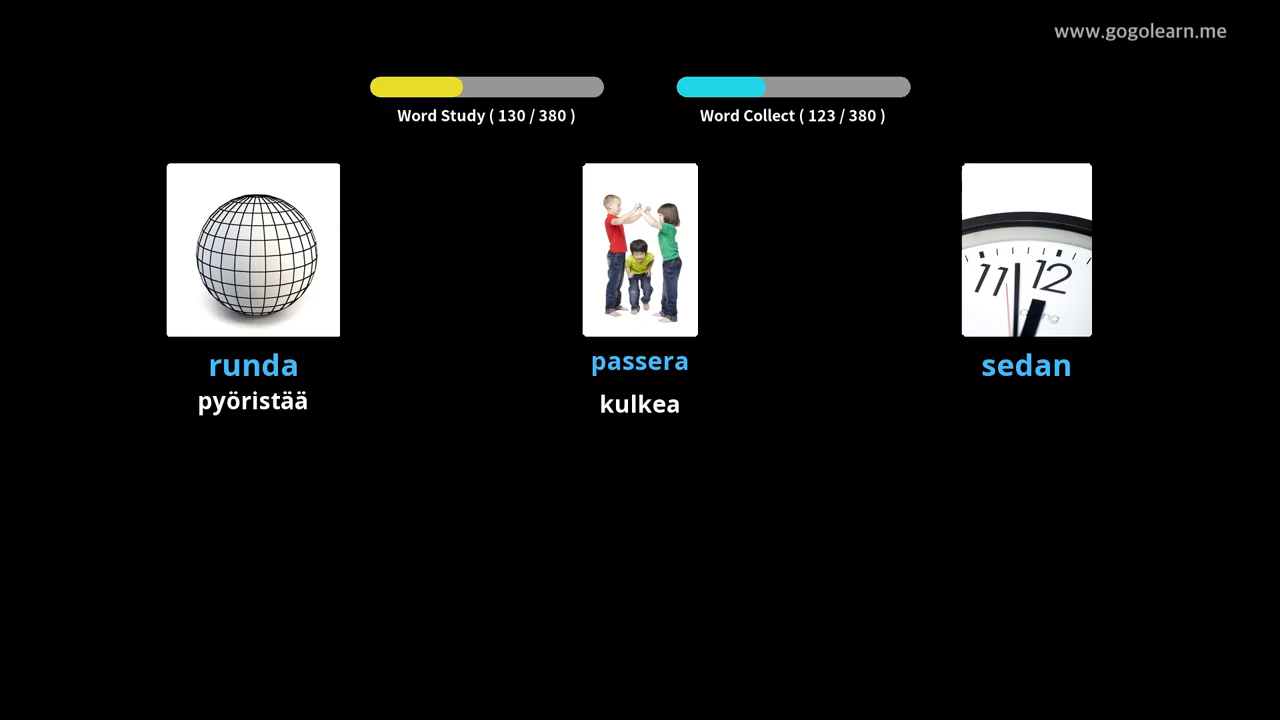 www.gogolearn.me
Word Study ( 130 / 380 )
Word Collect ( 123 / 380 )
11 12
runda
pyöristää
passera
kulkea
sedan